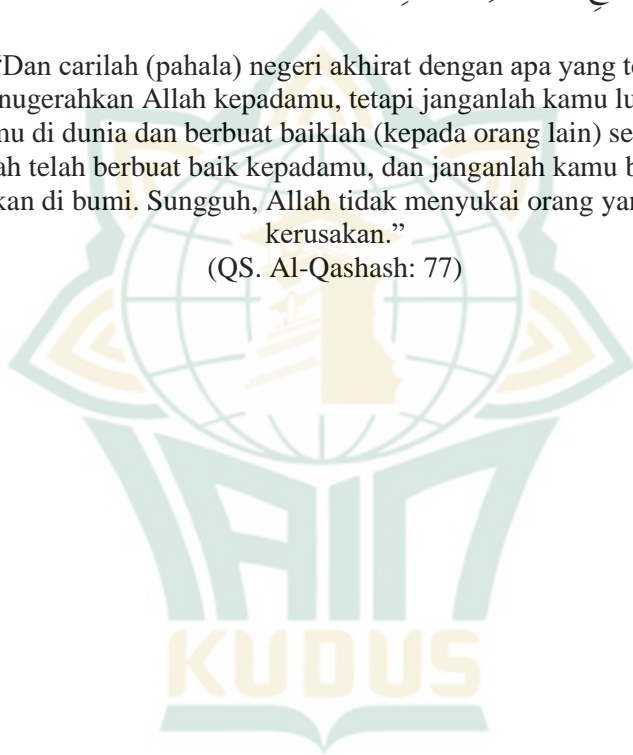 “Dan carilah (pahala) negeri akhirat dengan apa yang te
nugerahkan Allah kepadamu, tetapi janganlah kamu lu
mu di dunia dan berbuat baiklah (kepada orang lain) se
ah telah berbuat baik kepadamu, dan janganlah kamu b
kan di bumi. Sungguh, Allah tidak menyukai orang yan
kerusakan.”
(QS. Al-Qashash: 77)
IAIN
KUDUS